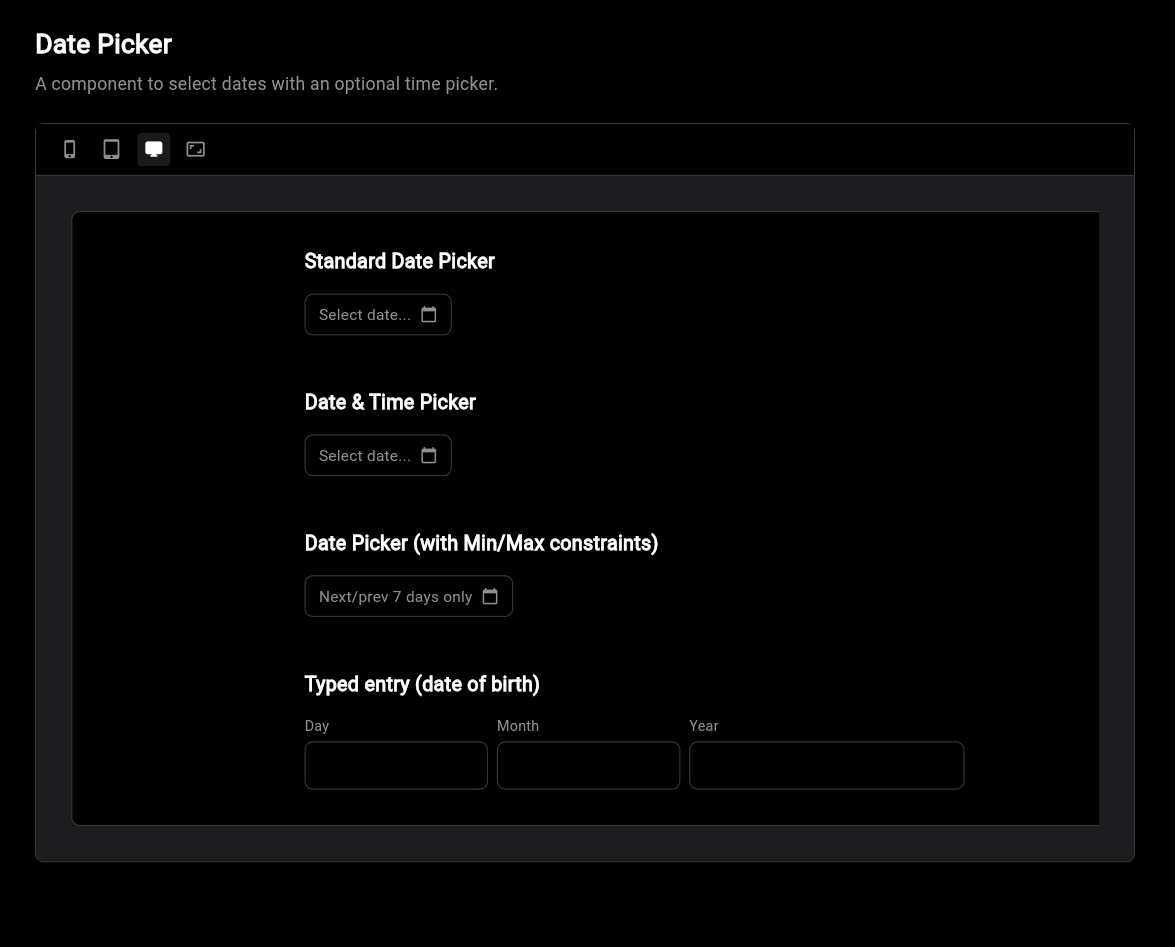 Date Picker
A component to select dates with an optional time picker.
Standard Date Picker
Select date...
Date & Time Picker
Select date...
Date Picker (with Min/Max constraints)
Next/prev 7 days only
Typed entry (date of birth)
Day Month Year